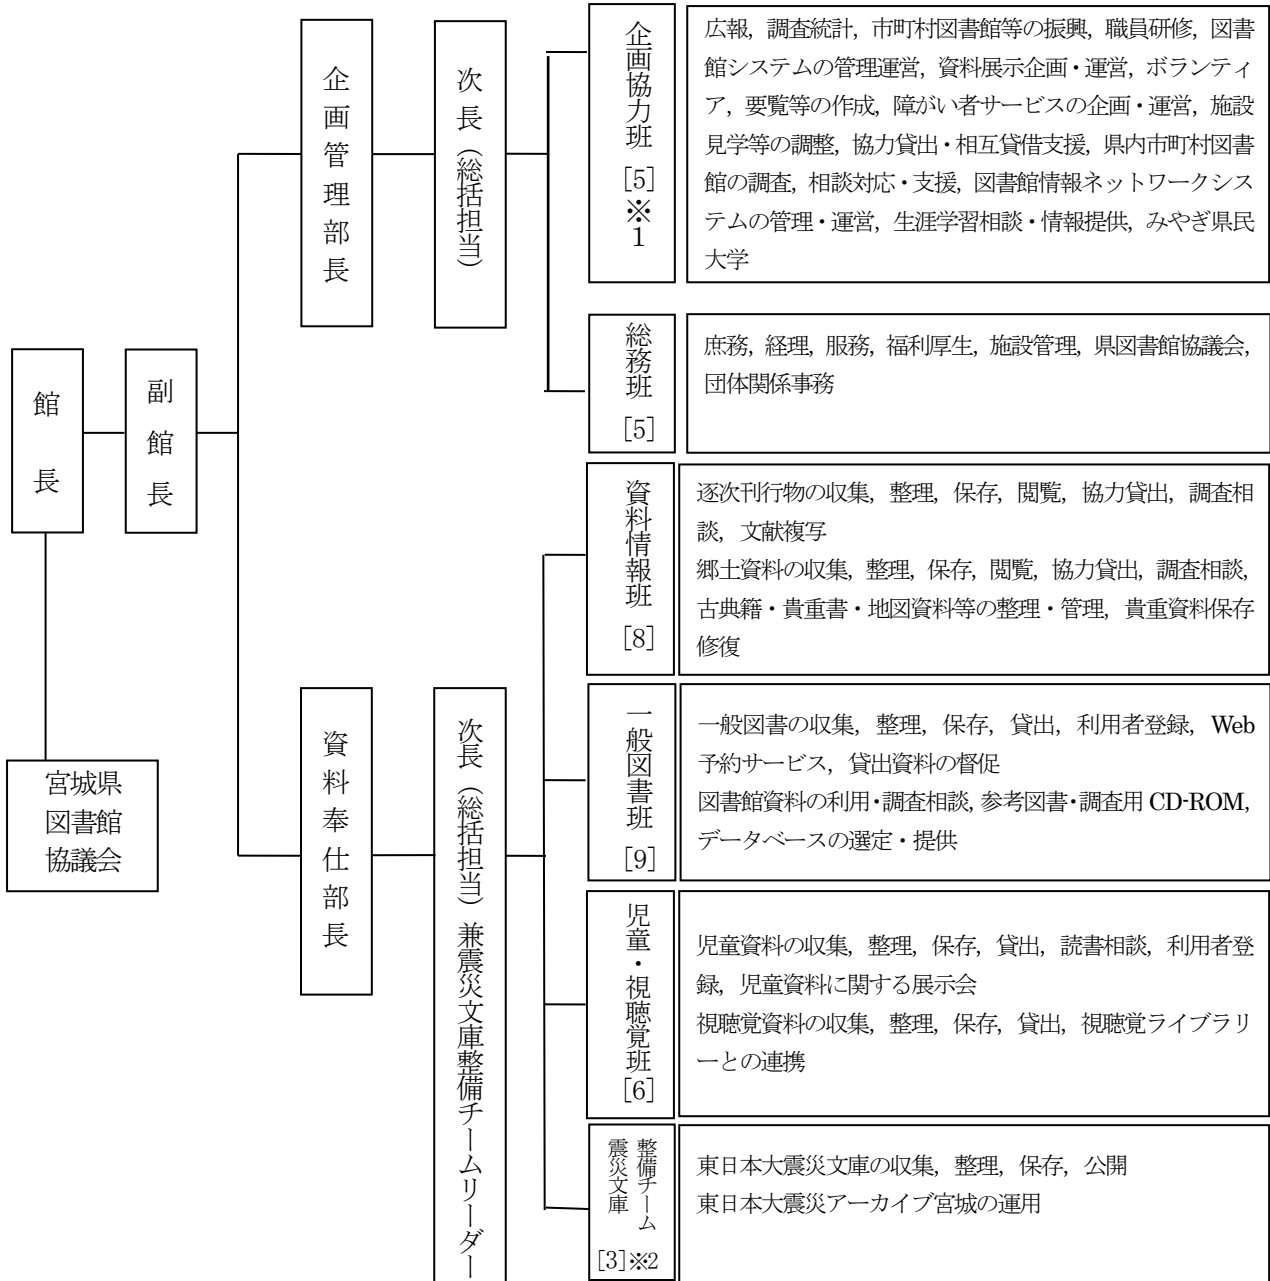 館長
宮城県
図書館
協議会
副館長
企画管理部長
次長（総括担当）
企画協力班［5］※1
広報，調査統計，市町村図書館等の振興，職員研修，図書
館システムの管理運営，資料展示企画・運営，ボランティ
ア，要覧等の作成，障がい者サービスの企画・運営，施設
見学等の調整，協力貸出・相互貸借支援，県内市町村図書
館の調査，相談対応・支援，図書館情報ネットワークシス
テムの管理・運営，生涯学習相談・情報提供，みやぎ県民
大学
総務班［5］
庶務，経理，服務，福利厚生，施設管理，県図書館協議会，
団体関係事務
資料奉仕部長
次長（総括担当）兼震災文庫整備チームリーダー
資料情報班［8］
逐次刊行物の収集，整理，保存，閲覧，協力貸出，調査相
談，文献複写
郷土資料の収集，整理，保存，閲覧，協力貸出，調査相談，
古典籍・貴重書・地図資料等の整理・管理，貴重資料保存
修復
一般図書班［9］
一般図書の収集，整理，保存，貸出，利用者登録，Web
予約サービス，貸出資料の督促
図書館資料の利用・調査相談，参考図書・調査用 CD-ROM，
データベースの選定・提供
児童・視聴覚班［6］
児童資料の収集，整理，保存，貸出，読書相談，利用者登
録，児童資料に関する展示会
視聴覚資料の収集，整理，保存，貸出，視聴覚ライブラリ
ーとの連携
震災文庫
整備チーム
［3］※2
東日本大震災文庫の収集，整理，保存，公開
東日本大震災アーカイブ宮城の運用